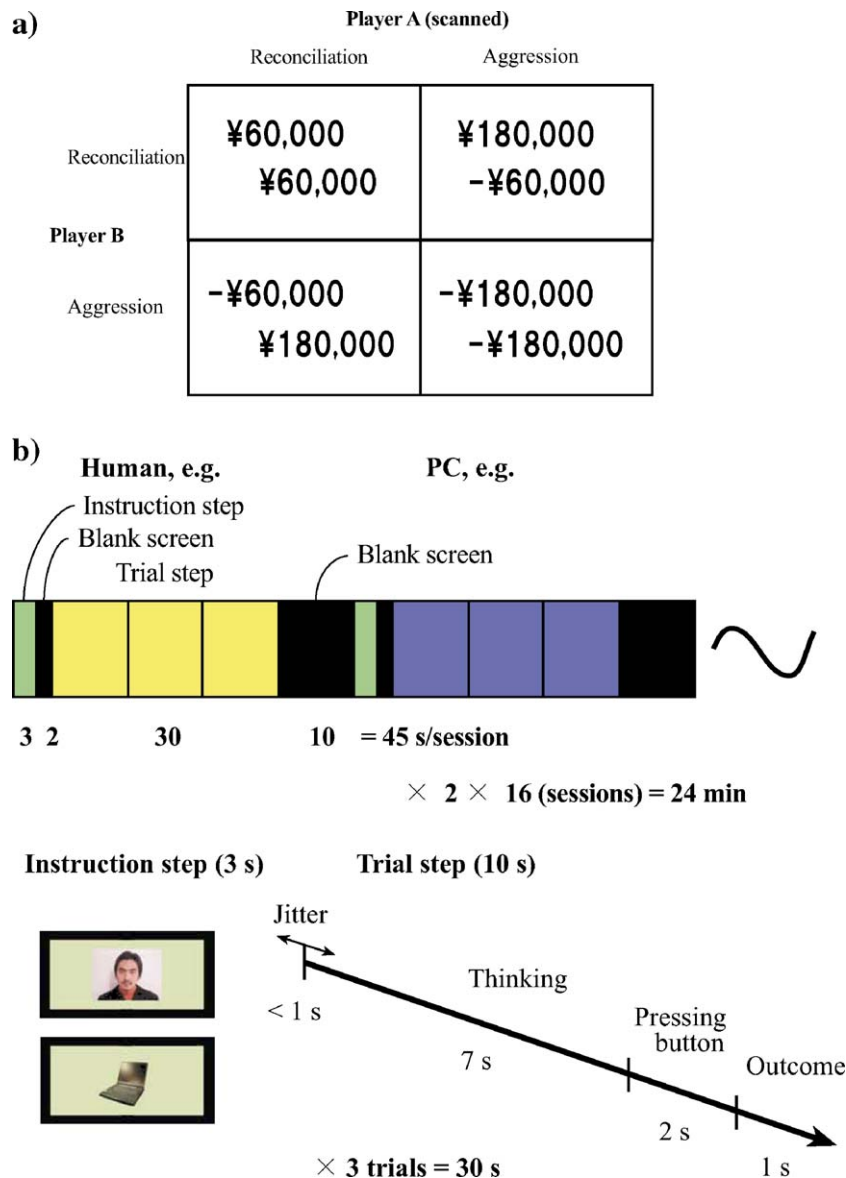 a)
Player A (scanned)
Reconciliation Aggression
Reconciliation
¥60,000 ¥180,000
¥60,000 -¥60,000
Player B
Aggression
-¥60,000 -¥180,000
¥180,000 -¥180,000
b)
Human, e.g. PC, e.g.
Instruction step
Blank screen
Blank screen
Trial step
3 2 30 10 = 45 s/session
× 2 × 16 (sessions) = 24 min
Instruction step (3 s) Trial step (10 s)
Jitter
< 1 s
Thinking
7 s
Pressing
button
2 s
Outcome
1 s
× 3 trials = 30 s